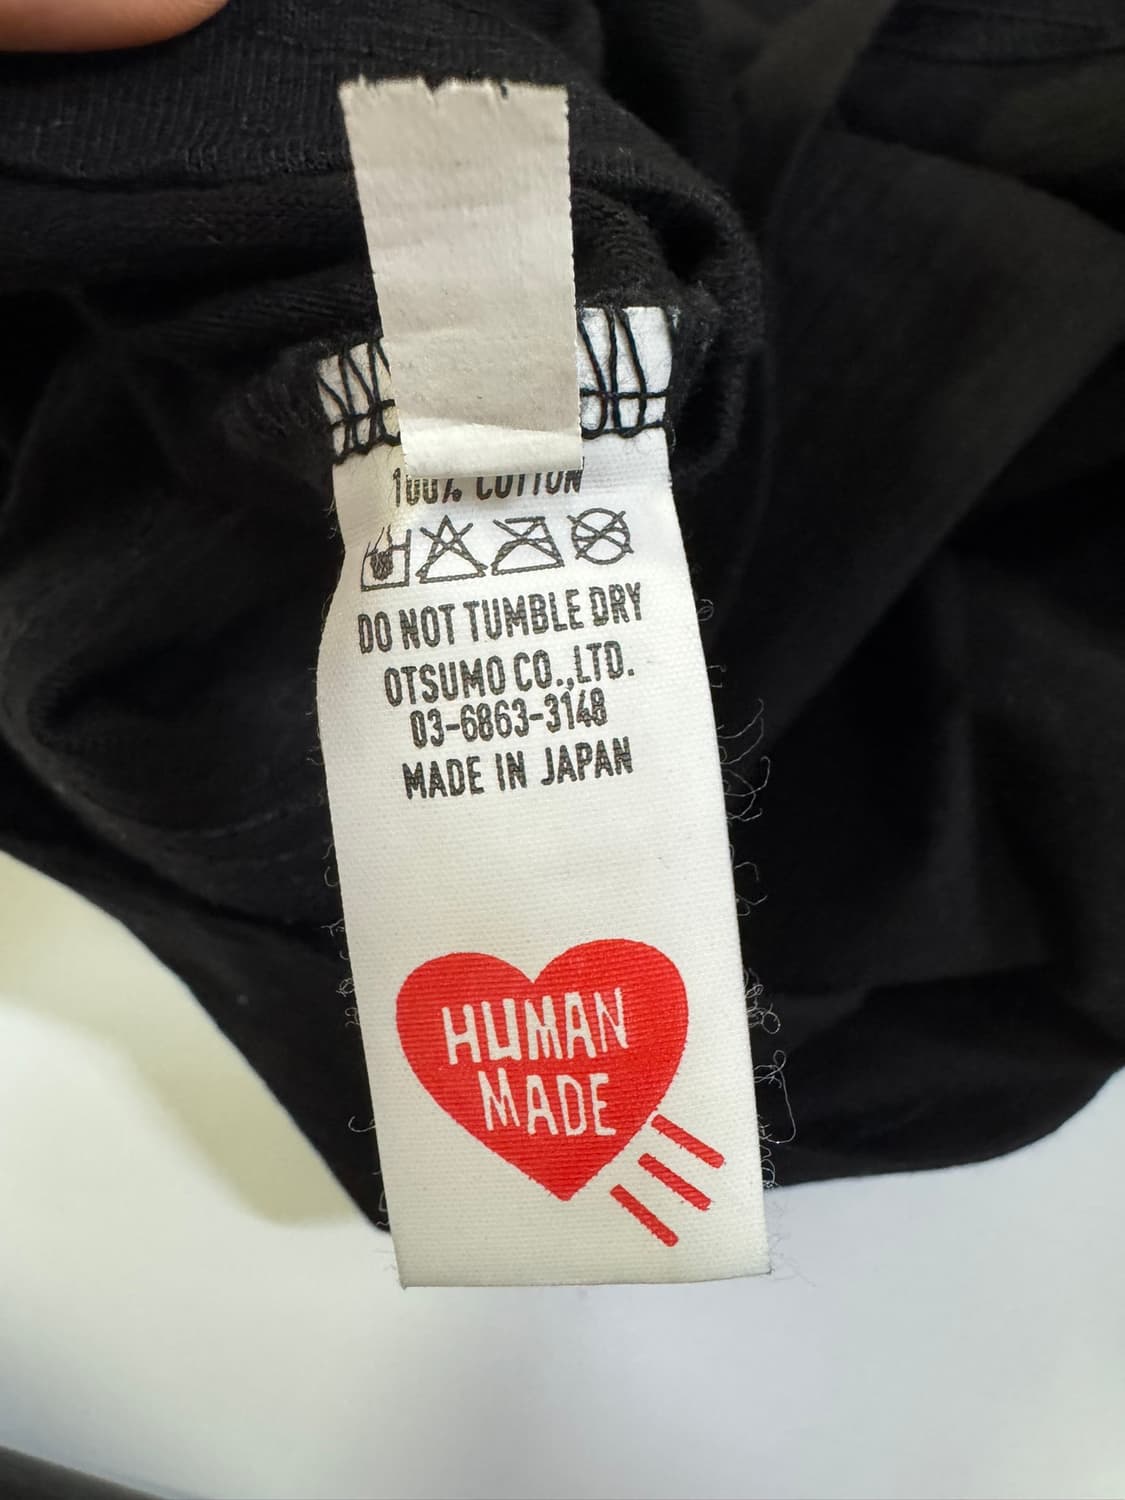 100% COTTON
DO NOT TUMBLE DRY
OTSUMO CO.,LTD.
03-6863-3148
MADE IN JAPAN
HUMAN
MADE